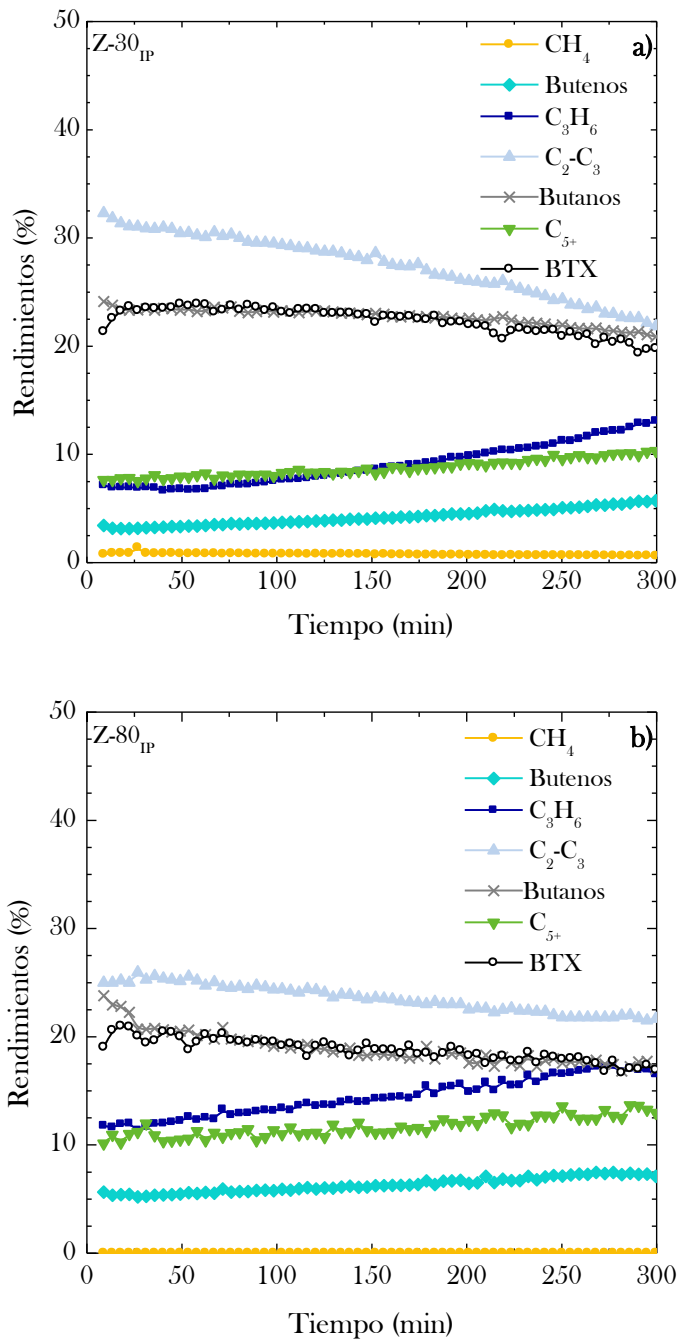 50
Z-30IP
a)
CH4
Butenos
C3H6
C2-C3
Butanos
C5+
BTX
40
30
20
10
0
Rendimientos (%)
0 50 100 150 200 250 300
Tiempo (min)
50
Z-80IP
b)
CH4
Butenos
C3H6
C2-C3
Butanos
C5+
BTX
40
30
20
10
0
Rendimientos (%)
0 50 100 150 200 250 300
Tiempo (min)